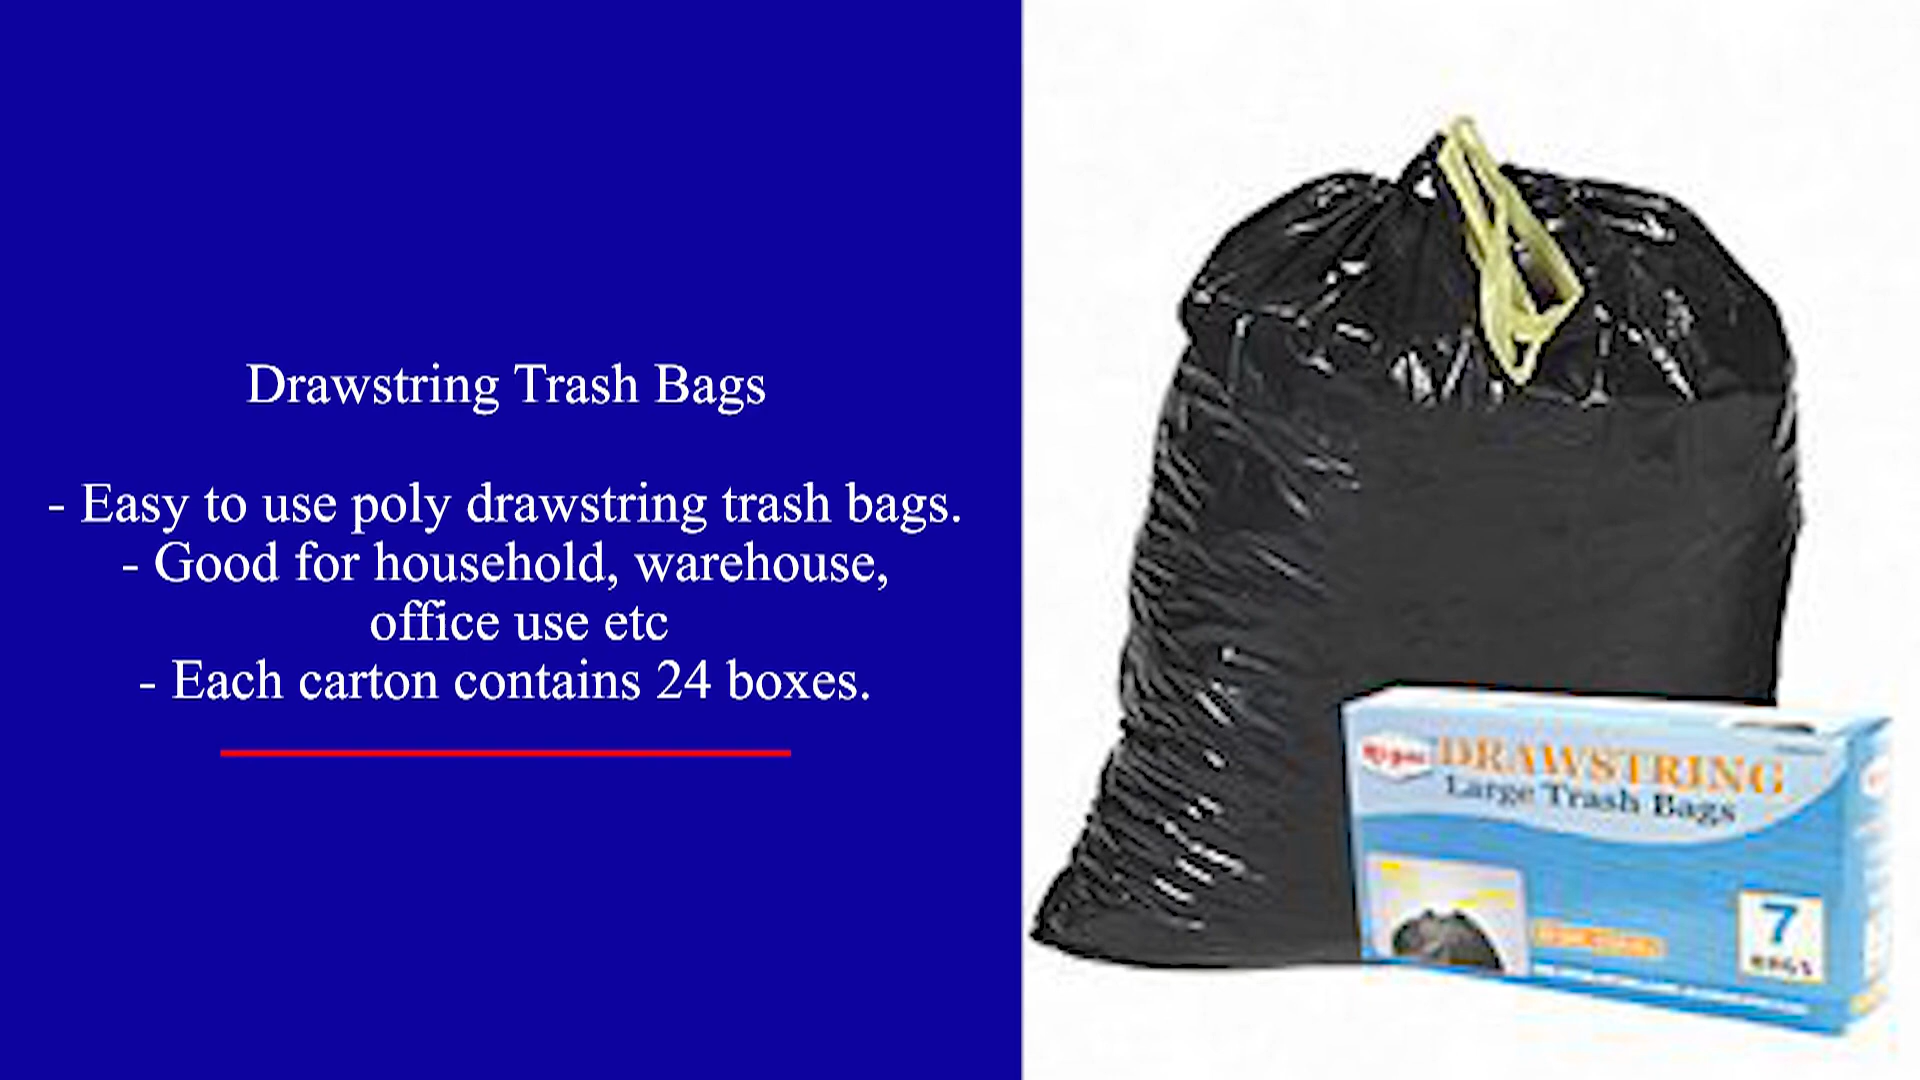 Drawstring Trash Bags
- Easy to use poly drawstring trash bags.
- Good for household, warehouse,
office use etc
- Each carton contains 24 boxes.
DRAWSTRING
Large Trash Bags
7
BAGS